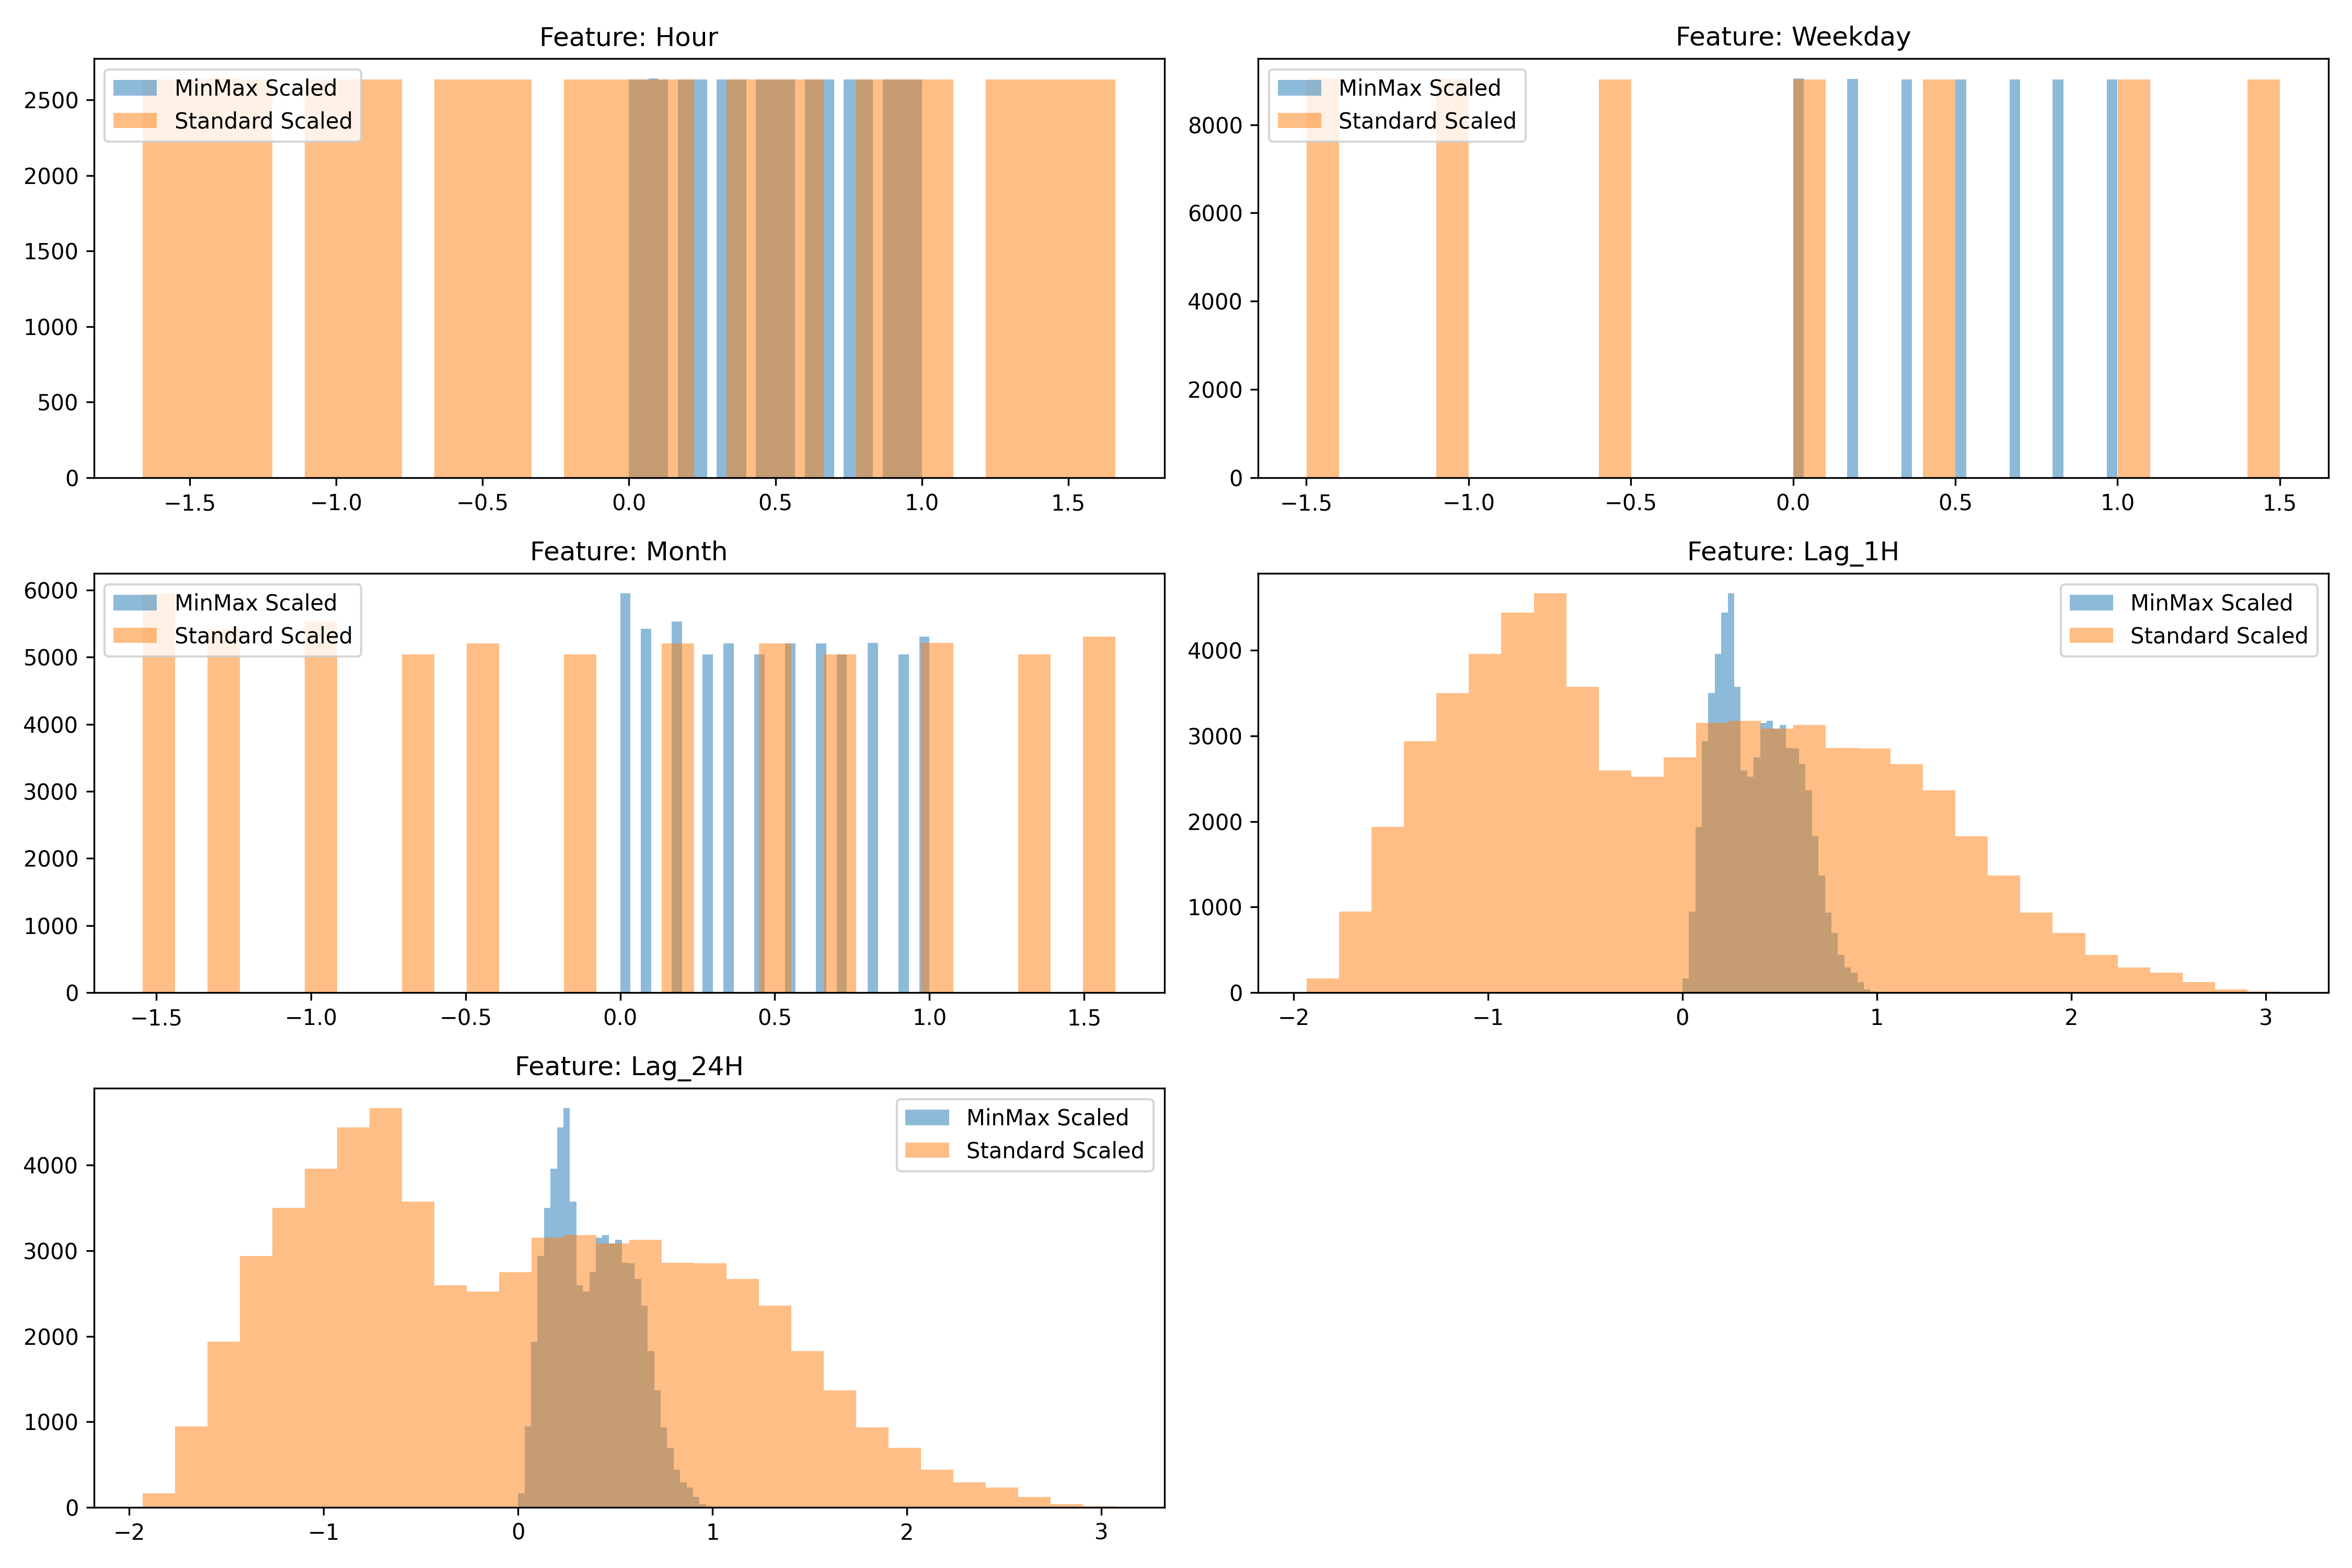 Feature: Hour
MinMax Scaled
Standard Scaled
2500
2000
1500
1000
500
0
−1.5 −1.0 −0.5 0.0 0.5 1.0 1.5
Feature: Weekday
MinMax Scaled
Standard Scaled
8000
6000
4000
2000
0
−1.5 −1.0 −0.5 0.0 0.5 1.0 1.5
Feature: Month
MinMax Scaled
Standard Scaled
6000
5000
4000
3000
2000
1000
0
−1.5 −1.0 −0.5 0.0 0.5 1.0 1.5
Feature: Lag_1H
MinMax Scaled
Standard Scaled
4000
3000
2000
1000
0
−2 −1 0 1 2 3
Feature: Lag_24H
MinMax Scaled
Standard Scaled
4000
3000
2000
1000
0
−2 −1 0 1 2 3